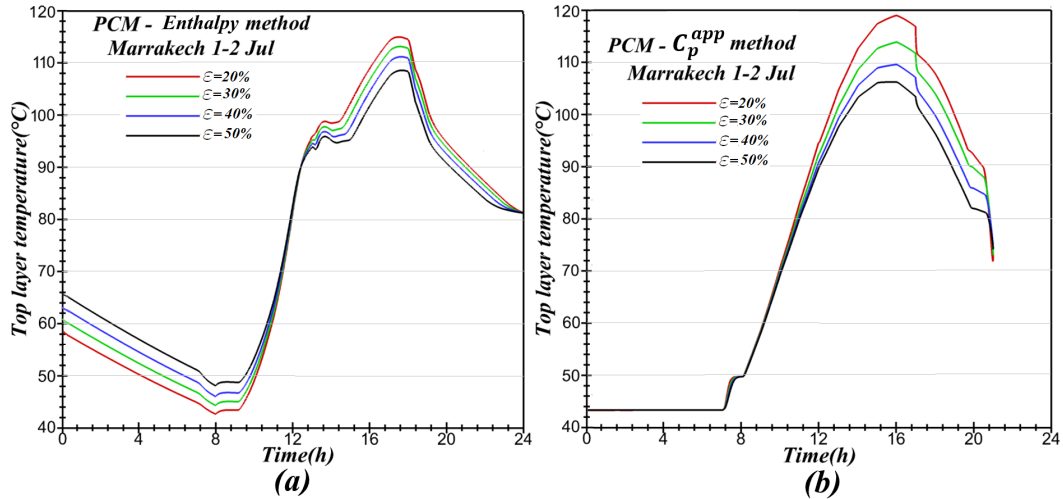 PCM - Enthalpy method
Marrakech 1-2 Jul
ε=20%
ε=30%
ε=40%
ε=50%
Top layer temperature(°C)
120
110
100
90
80
70
60
50
40
0
4
8
12
16
20
24
Time(h)
(a)
PCM - Cp^app method
Marrakech 1-2 Jul
ε=20%
ε=30%
ε=40%
ε=50%
Top layer temperature(°C)
120
110
100
90
80
70
60
50
40
0
4
8
12
16
20
24
Time(h)
(b)